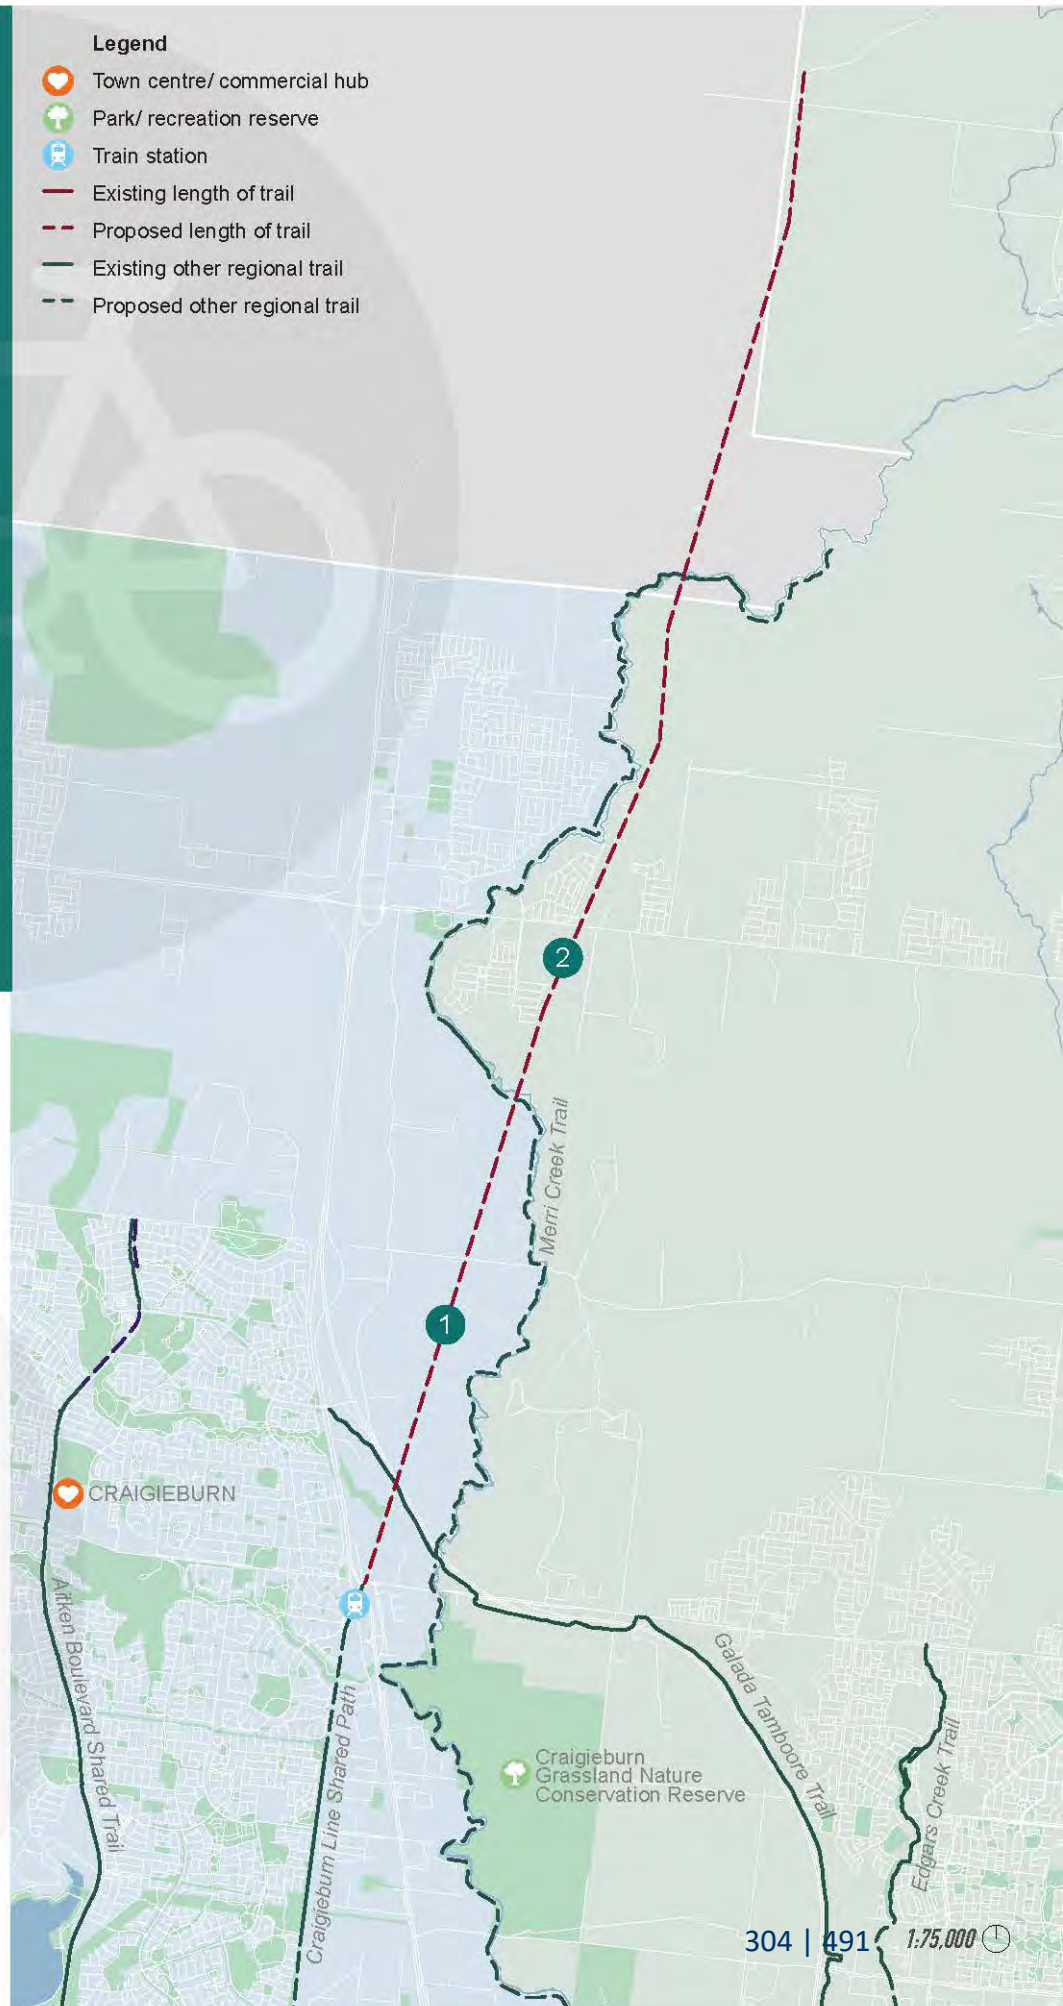 Legend
Town centre/ commercial hub
Park/ recreation reserve
Train station
Existing length of trail
Proposed length of trail
Existing other regional trail
Proposed other regional trail
2
Merri Creek Trail
1
CRAIGIEBURN
Aitken Boulevard Shared Trail
Craigieburn Line Shared Path
Galada Tamboore Trail
Edgars Creek Trail
Craigieburn
Grassland Nature
Conservation Reserve
304 | 491
1:75,000